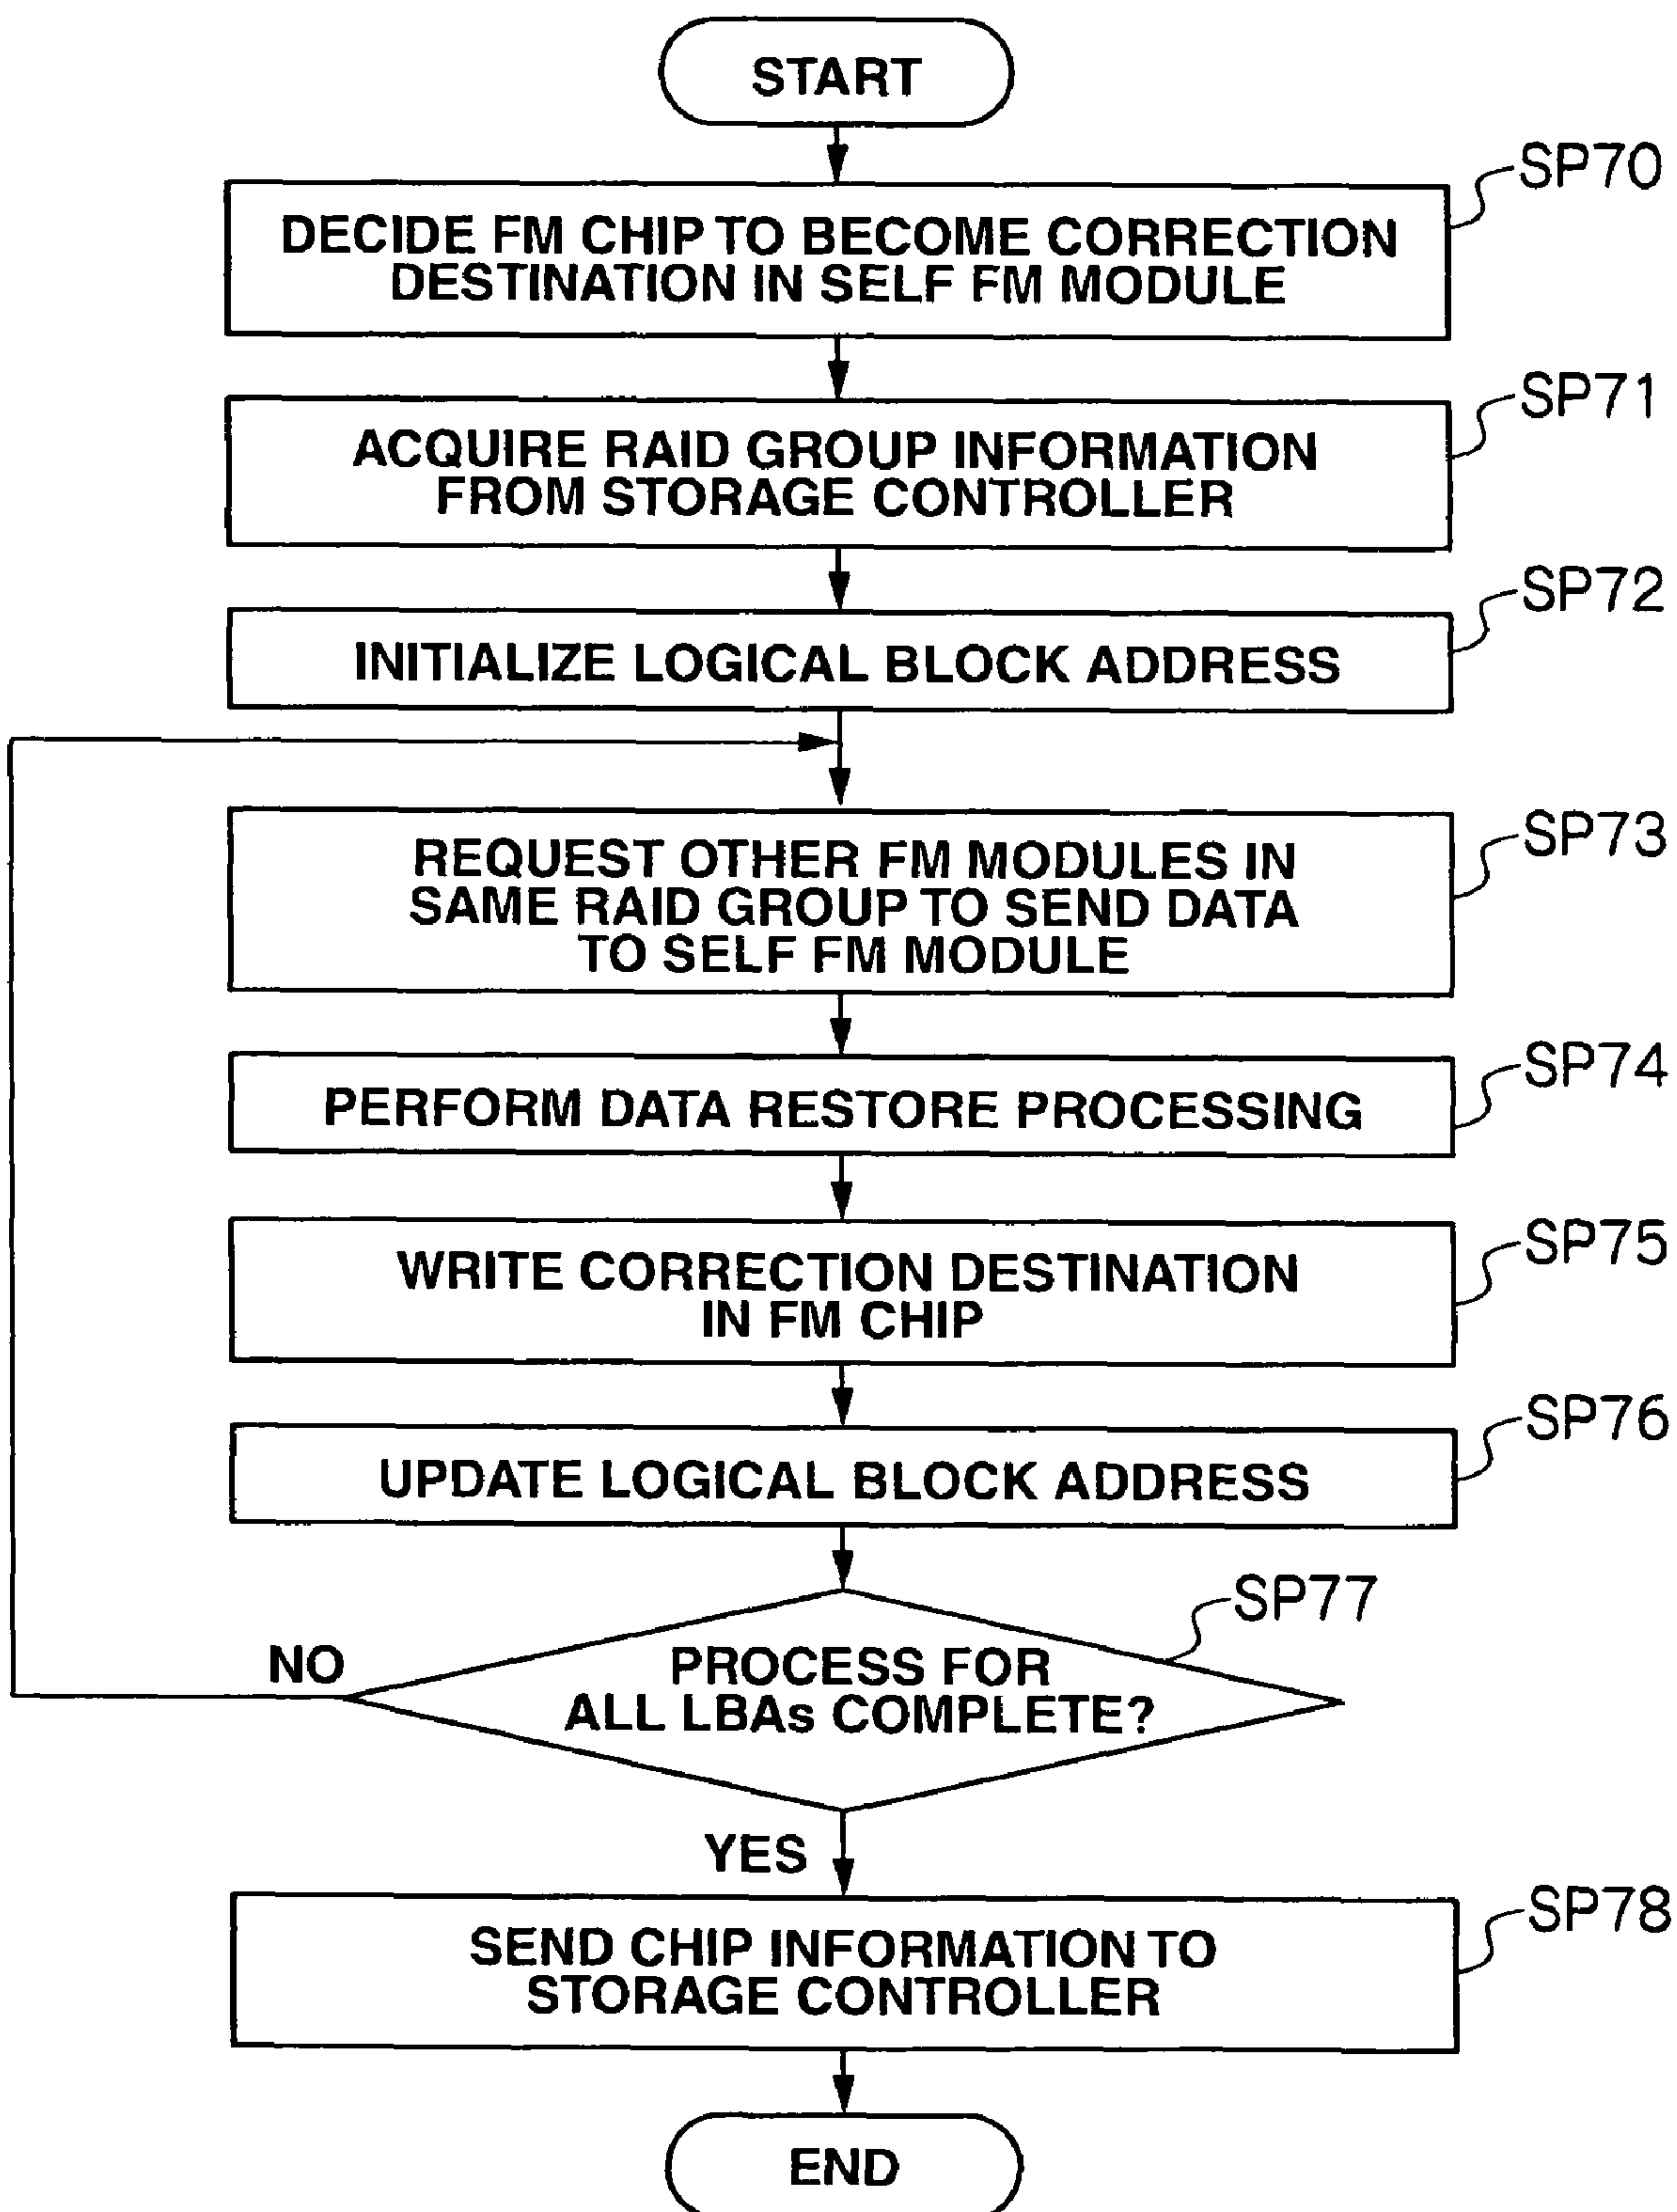 START
SP70
DECIDE FM CHIP TO BECOME CORRECTION
DESTINATION IN SELF FM MODULE
SP71
ACQUIRE RAID GROUP INFORMATION
FROM STORAGE CONTROLLER
SP72
INITIALIZE LOGICAL BLOCK ADDRESS
SP73
REQUEST OTHER FM MODULES IN
SAME RAID GROUP TO SEND DATA
TO SELF FM MODULE
SP74
PERFORM DATA RESTORE PROCESSING
SP75
WRITE CORRECTION DESTINATION
IN FM CHIP
SP76
UPDATE LOGICAL BLOCK ADDRESS
SP77
NO
PROCESS FOR
ALL LBAs COMPLETE?
YES
SP78
SEND CHIP INFORMATION TO
STORAGE CONTROLLER
END